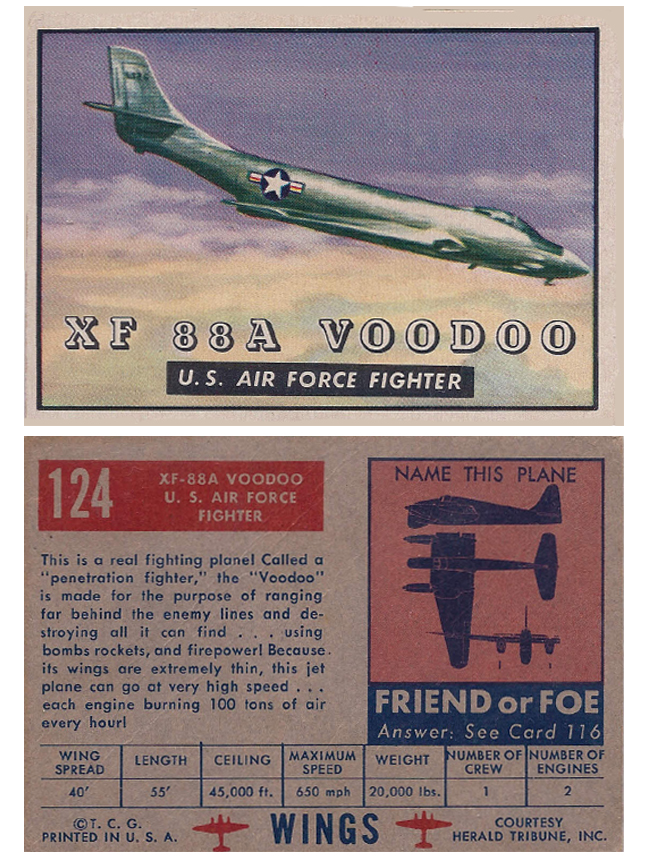 XF 88A VOODOO
U.S. AIR FORCE FIGHTER
124
XF-88A VOODOO
U. S. AIR FORCE
FIGHTER
This is a real fighting plane! Called a
"penetration fighter," the "Voodoo"
is made for the purpose of ranging
far behind the enemy lines and de-
stroying all it can find . . . using
bombs rockets, and firepower! Because
its wings are extremely thin, this jet
plane can go at very high speed . . .
each engine burning 100 tons of air
every hour!
NAME THIS PLANE
FRIEND or FOE
Answer: See Card 116
WING SPREAD LENGTH CEILING MAXIMUM SPEED WEIGHT NUMBER OF CREW NUMBER OF ENGINES
40' 55' 45,000 ft. 650 mph 20,000 lbs. 1 2
©T. C. G.
PRINTED IN U. S. A.
WINGS
COURTESY
HERALD TRIBUNE, INC.